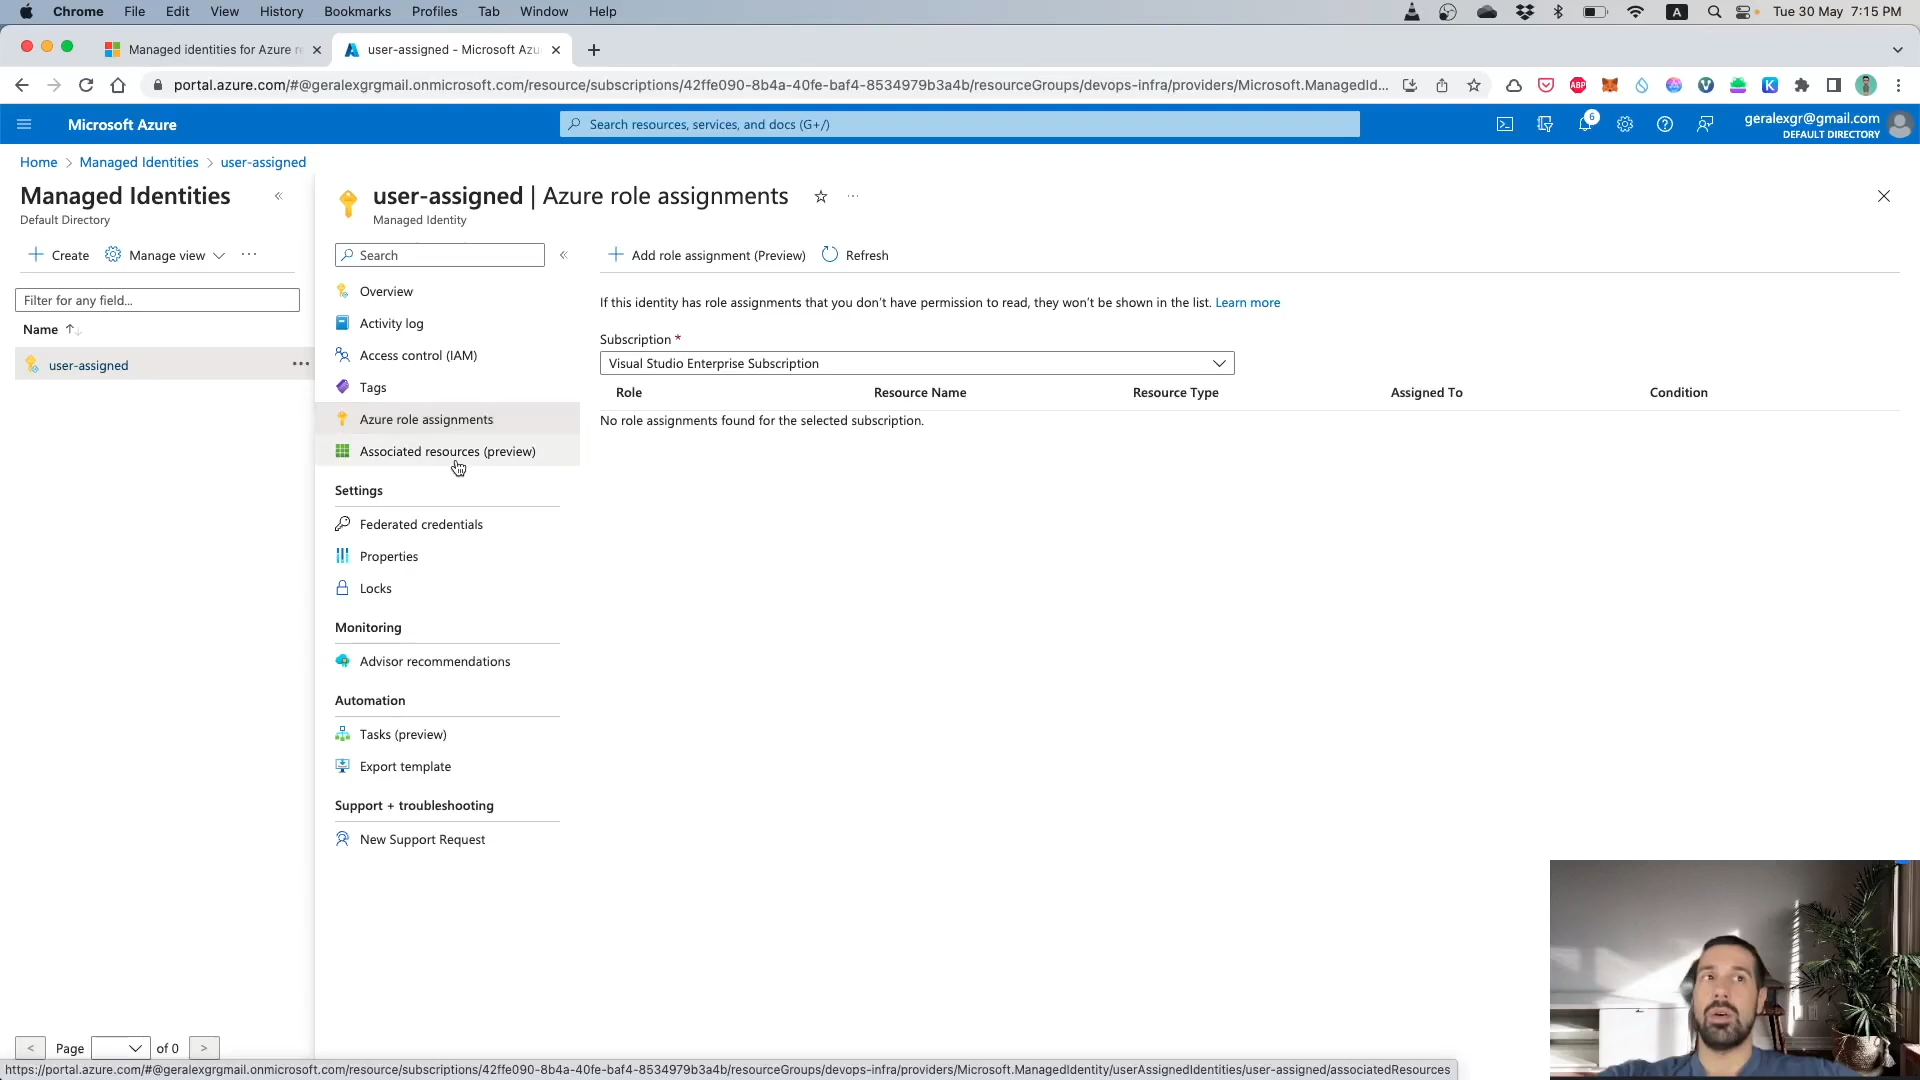 Chrome File Edit View History Bookmarks Profiles Tab Window Help
A Tue 30 May 7:15 PM
Managed identities for Azure re
user-assigned - Microsoft Azu
portal.azure.com/#@geralexgrgmail.onmicrosoft.com/resource/subscriptions/42ffe090-8b4a-40fe-baf4-8534979b3a4b/resourceGroups/devops-infra/providers/Microsoft.ManagedId...
ABP
K
Microsoft Azure
Search resources, services, and docs (G+/)
6
geralexgr@gmail.com
DEFAULT DIRECTORY
Home > Managed Identities > user-assigned
Managed Identities
Default Directory
Create Manage view
Filter for any field...
Name
user-assigned
< Page of 0 >
user-assigned | Azure role assignments
Managed Identity
Search
Overview
Activity log
Access control (IAM)
Tags
Azure role assignments
Associated resources (preview)
Settings
Federated credentials
Properties
Locks
Monitoring
Advisor recommendations
Automation
Tasks (preview)
Export template
Support + troubleshooting
New Support Request
Add role assignment (Preview) Refresh
If this identity has role assignments that you don't have permission to read, they won't be shown in the list. Learn more
Subscription *
Visual Studio Enterprise Subscription
Role Resource Name Resource Type Assigned To Condition
No role assignments found for the selected subscription.
https://portal.azure.com/#@geralexgrgmail.onmicrosoft.com/resource/subscriptions/42ffe090-8b4a-40fe-baf4-8534979b3a4b/resourceGroups/devops-infra/providers/Microsoft.ManagedIdentity/userAssignedIdentities/user-assigned/associatedResources